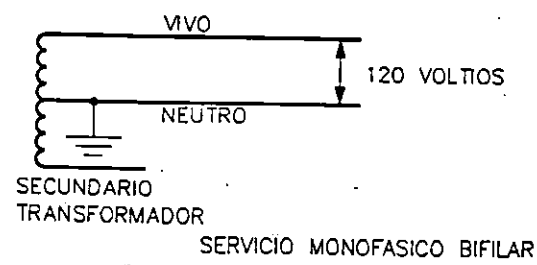 VIVO
120 VOLTIOS
NEUTRO
SECUNDARIO
TRANSFORMADOR
SERVICIO MONOFASICO BIFILAR